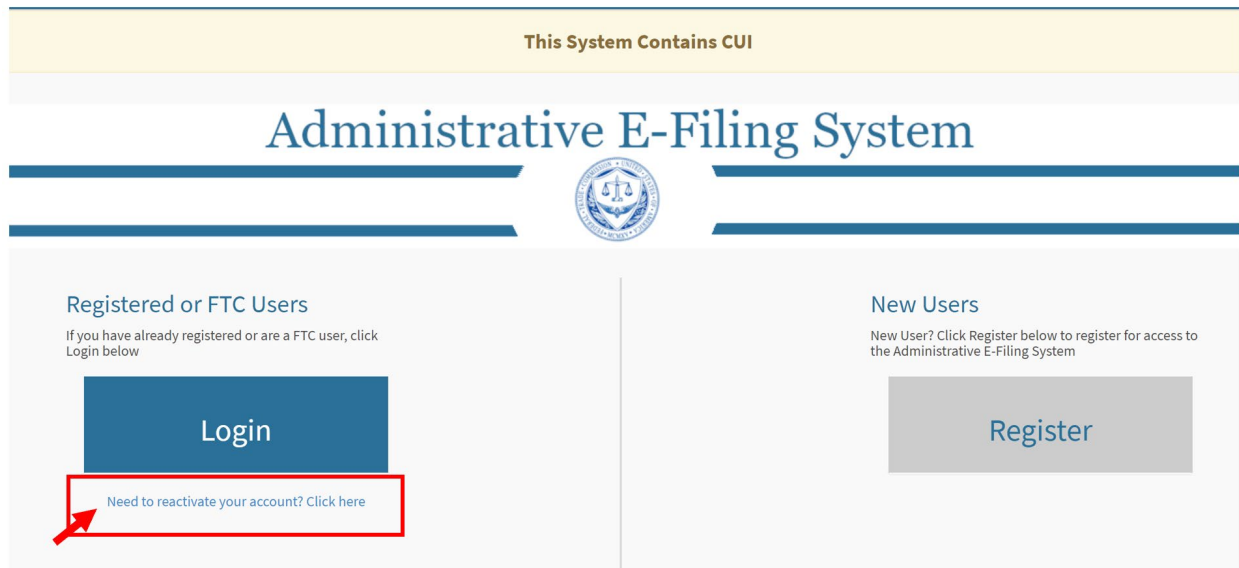 This System Contains CUI
Administrative E-Filing System
Registered or FTC Users
If you have already registered or are a FTC user, click
Login below
Login
Need to reactivate your account? Click here
New Users
New User? Click Register below to register for access to
the Administrative E-Filing System
Register